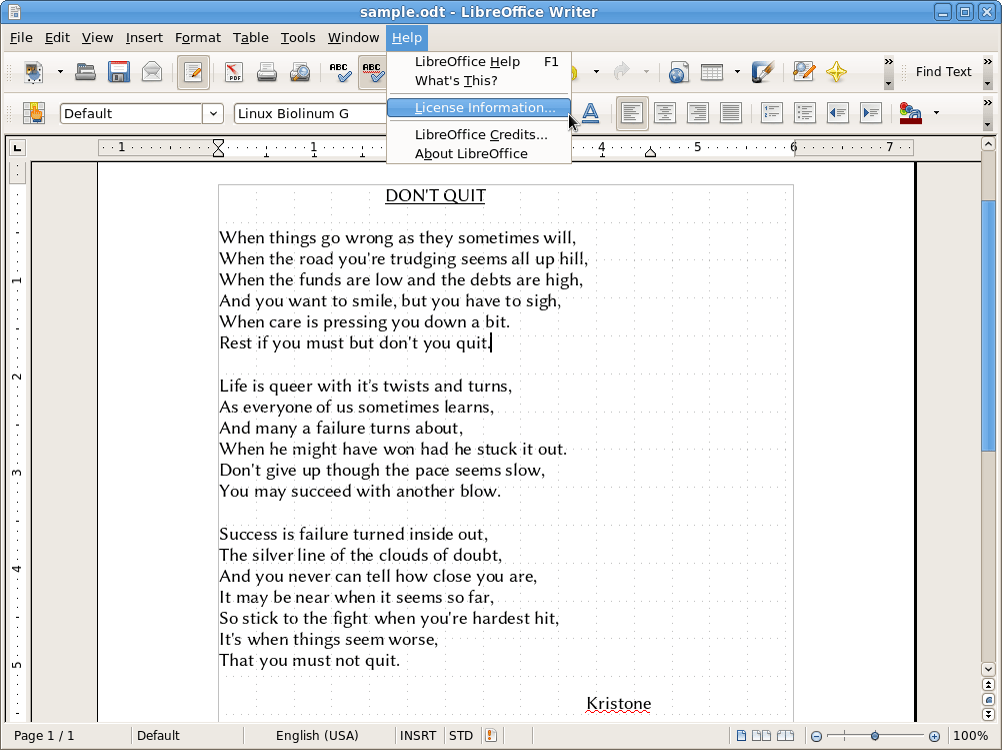 sample.odt - LibreOffice Writer
File Edit View Insert Format Table Tools Window Help
LibreOffice Help F1
What's This?
License Information...
LibreOffice Credits...
About LibreOffice
ABC ABC Find Text
Default Linux Biolinum G A
1 1 4 5 6 7
DON'T QUIT
When things go wrong as they sometimes will,
When the road you're trudging seems all up hill,
When the funds are low and the debts are high,
And you want to smile, but you have to sigh,
When care is pressing you down a bit.
Rest if you must but don't you quit.
Life is queer with it's twists and turns,
As everyone of us sometimes learns,
And many a failure turns about,
When he might have won had he stuck it out.
Don't give up though the pace seems slow,
You may succeed with another blow.
Success is failure turned inside out,
The silver line of the clouds of doubt,
And you never can tell how close you are,
It may be near when it seems so far,
So stick to the fight when you're hardest hit,
It's when things seem worse,
That you must not quit.
Kristone
1
2
3
4
5
Page 1 / 1 Default English (USA) INSRT STD 100%